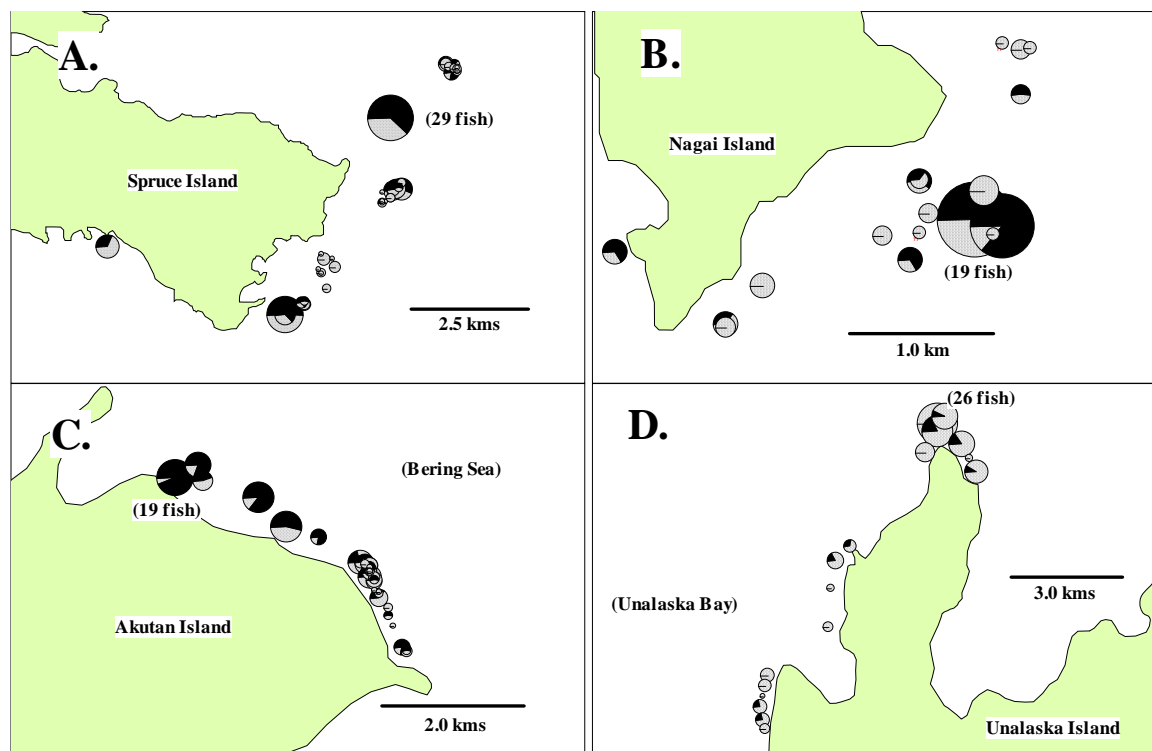 A.
(29 fish)
Spruce Island
2.5 kms
B.
Nagai Island
(19 fish)
1.0 km
C.
(Bering Sea)
(19 fish)
Akutan Island
2.0 kms
D.
(26 fish)
(Unalaska Bay)
3.0 kms
Unalaska Island